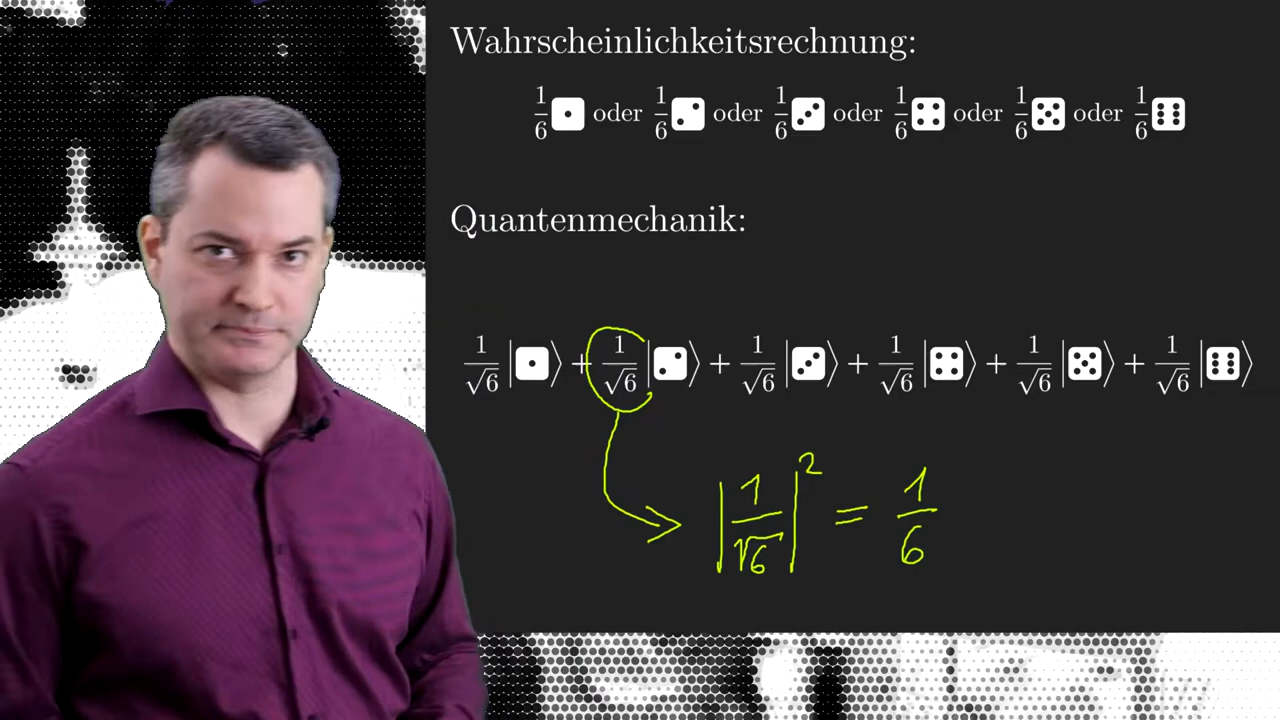 Wahrscheinlichkeitsrechnung:
1/6 ⚀ oder 1/6 ⚁ oder 1/6 ⚂ oder 1/6 ⚃ oder 1/6 ⚄ oder 1/6 ⚅
Quantenmechanik:
1/√6 |⚀⟩ + 1/√6 |⚁⟩ + 1/√6 |⚂⟩ + 1/√6 |⚃⟩ + 1/√6 |⚄⟩ + 1/√6 |⚅⟩
|1/√6|² = 1/6